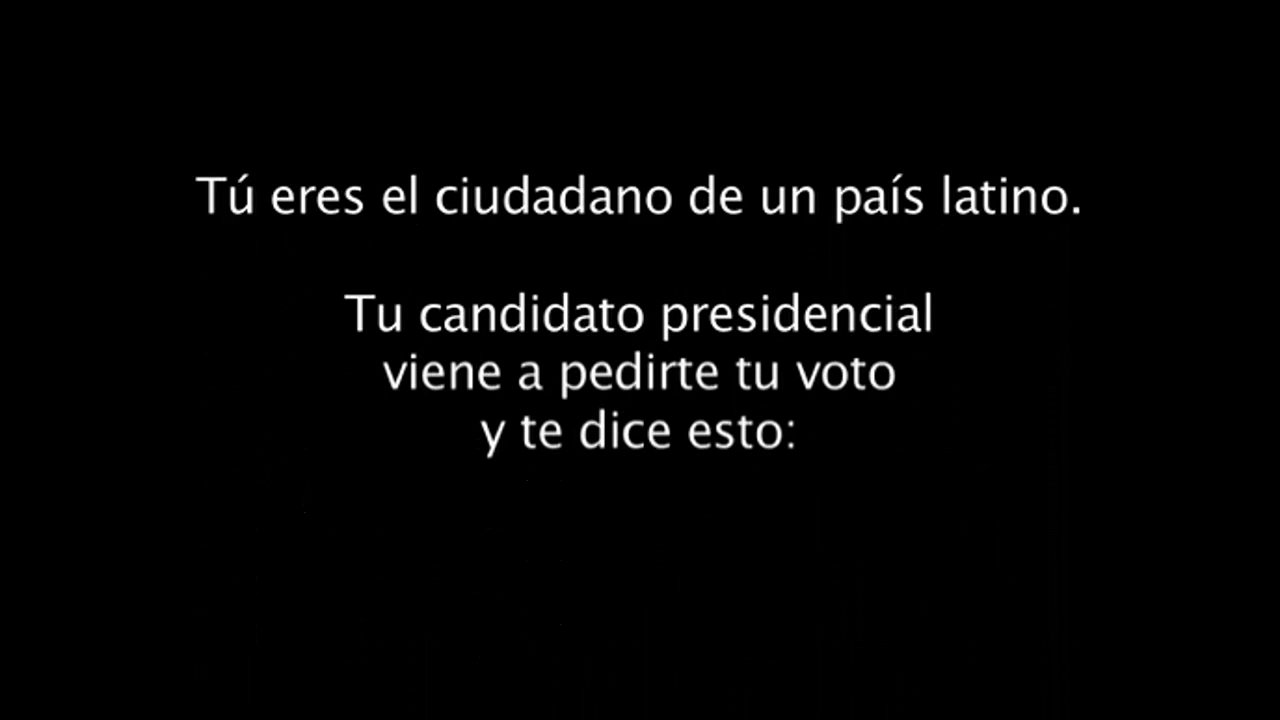 Tú eres el ciudadano de un país latino.
Tu candidato presidencial
viene a pedirte tu voto
y te dice esto: